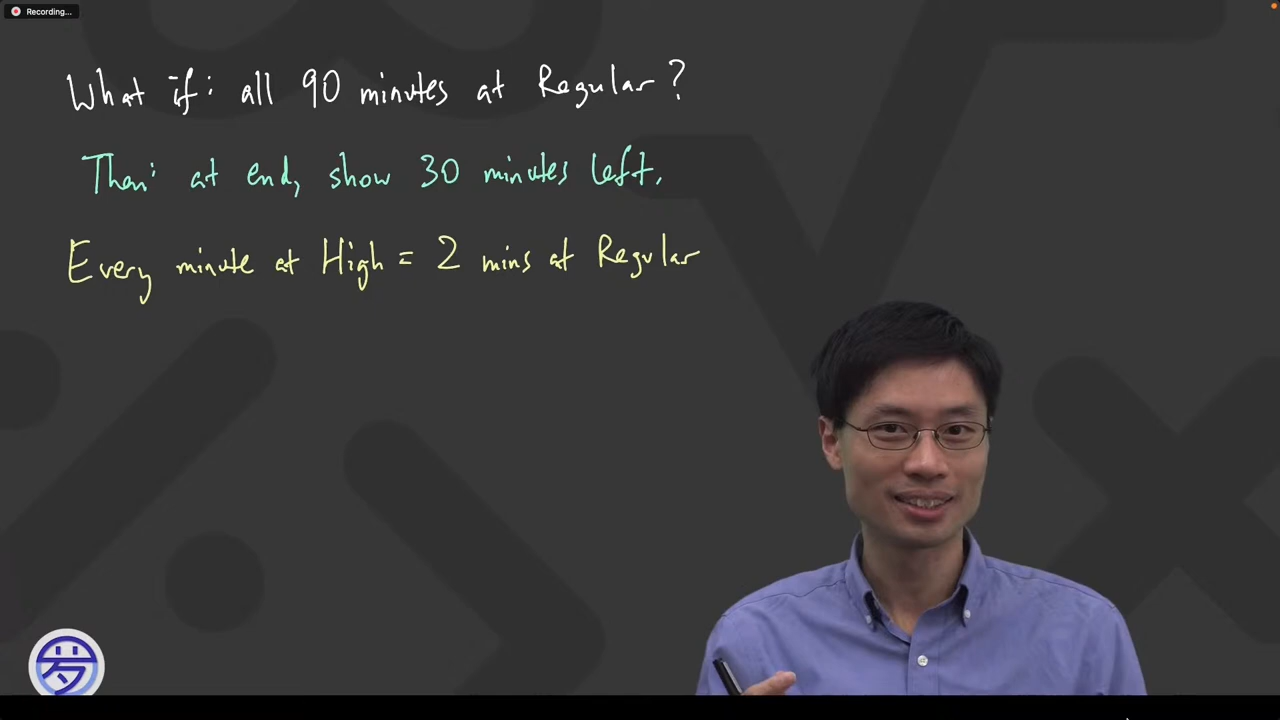 Recording...
What if: all 90 minutes at Regular?
Then: at end, show 30 minutes left.
Every minute at High = 2 mins at Regular